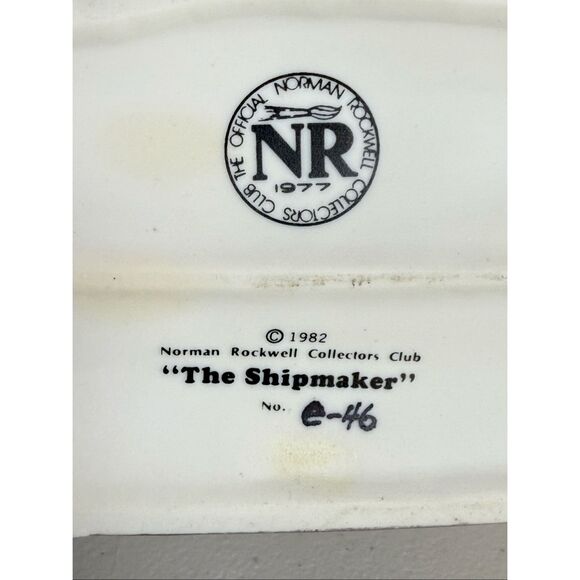 THE OFFICIAL NORMAN ROCKWELL COLLECTORS CLUB
NR
1977
© 1982
Norman Rockwell Collectors Club
“The Shipmaker”
No. e-46